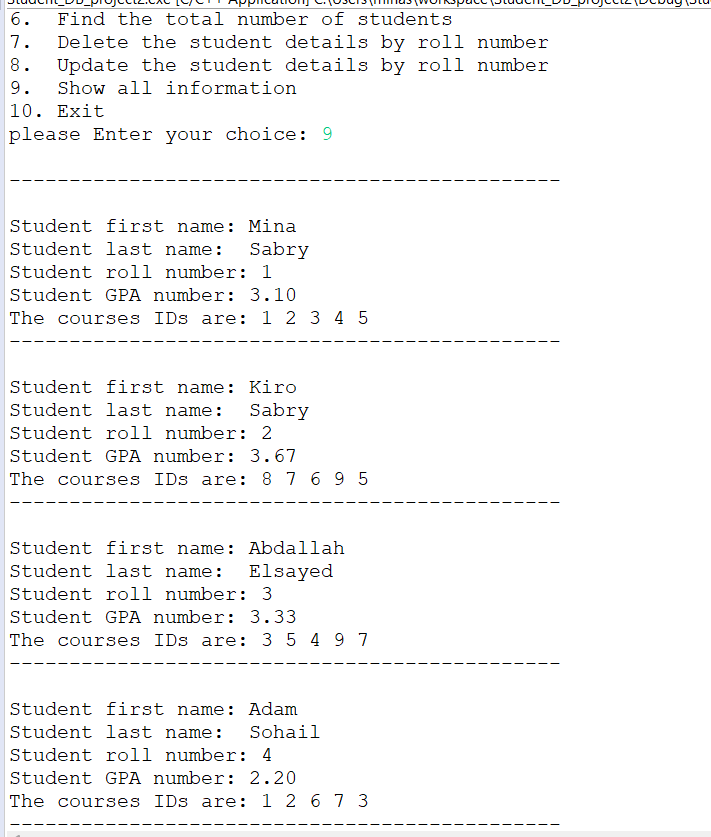 Student_DB_project2.exe [C/C++ Application] C:\Users\minas\workspace\Student_DB_project2\Debug\Stu
6.  Find the total number of students
7.  Delete the student details by roll number
8.  Update the student details by roll number
9.  Show all information
10. Exit
please Enter your choice: 9
----------------------------------------------
Student first name: Mina
Student last name:  Sabry
Student roll number: 1
Student GPA number: 3.10
The courses IDs are: 1 2 3 4 5
----------------------------------------------
Student first name: Kiro
Student last name:  Sabry
Student roll number: 2
Student GPA number: 3.67
The courses IDs are: 8 7 6 9 5
----------------------------------------------
Student first name: Abdallah
Student last name:  Elsayed
Student roll number: 3
Student GPA number: 3.33
The courses IDs are: 3 5 4 9 7
----------------------------------------------
Student first name: Adam
Student last name:  Sohail
Student roll number: 4
Student GPA number: 2.20
The courses IDs are: 1 2 6 7 3
----------------------------------------------